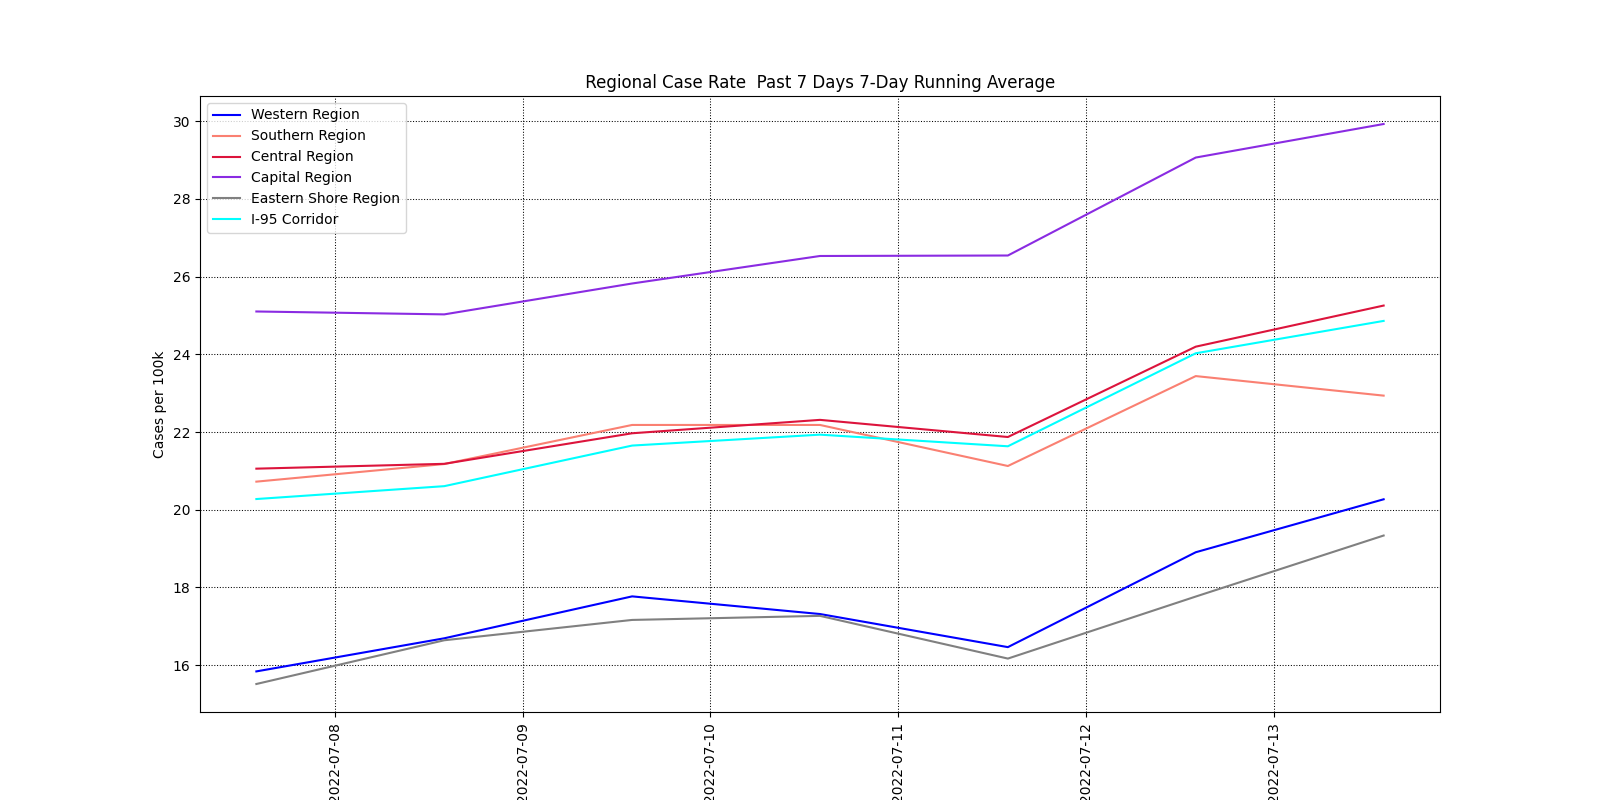 Regional Case Rate  Past 7 Days 7-Day Running Average
Western Region
Southern Region
Central Region
Capital Region
Eastern Shore Region
I-95 Corridor
Cases per 100k
30
28
26
24
22
20
18
16
2022-07-08
2022-07-09
2022-07-10
2022-07-11
2022-07-12
2022-07-13